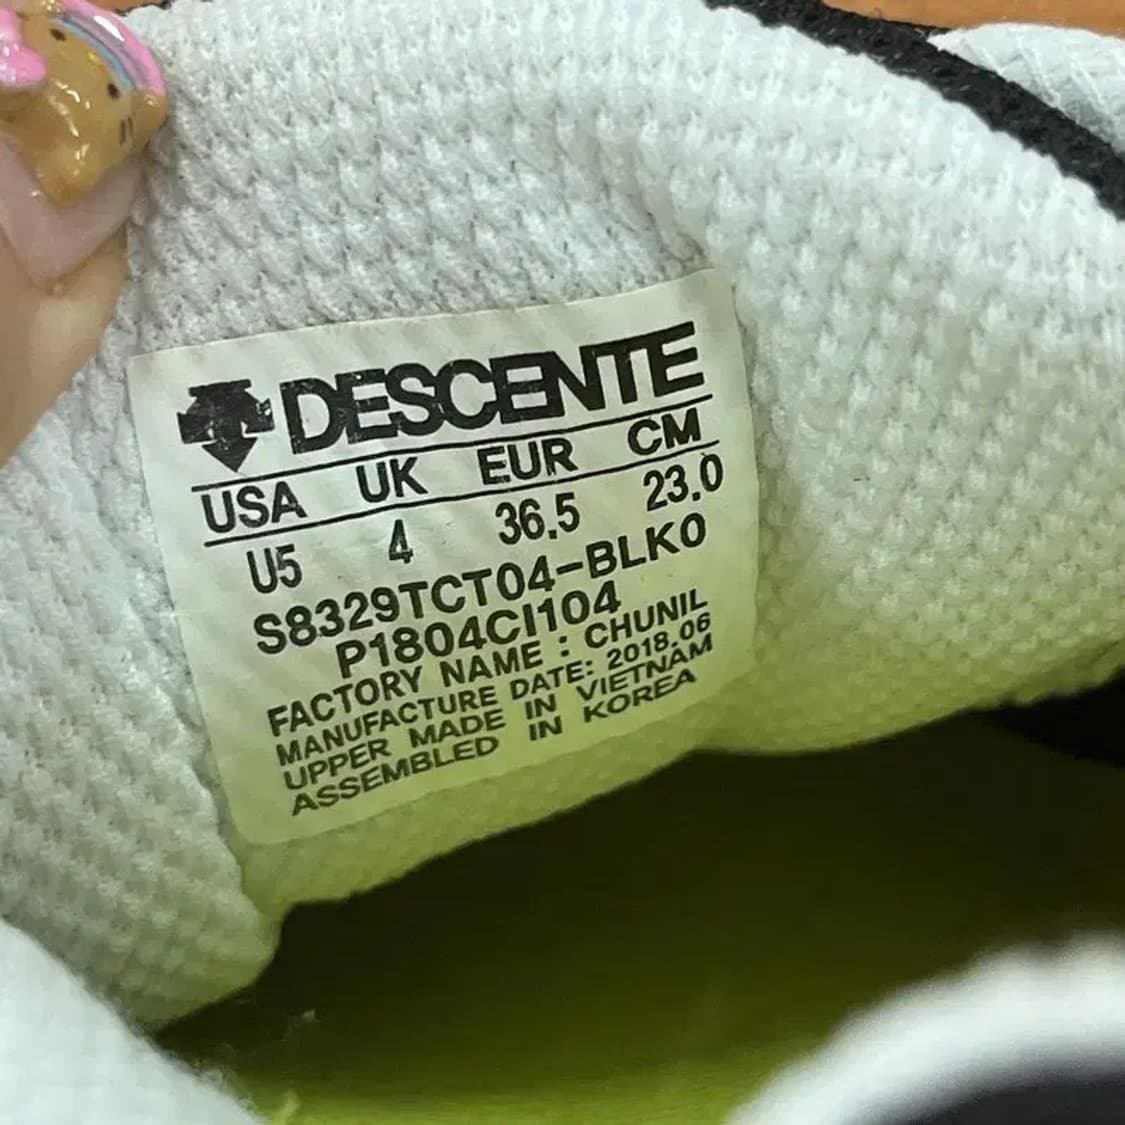 DESCENTE
USA UK EUR CM
U5 4 36.5 23.0
S8329TCT04-BLK0
P1804CI104
FACTORY NAME : CHUNIL
MANUFACTURE DATE: 2018.06
UPPER MADE IN VIETNAM
ASSEMBLED IN KOREA